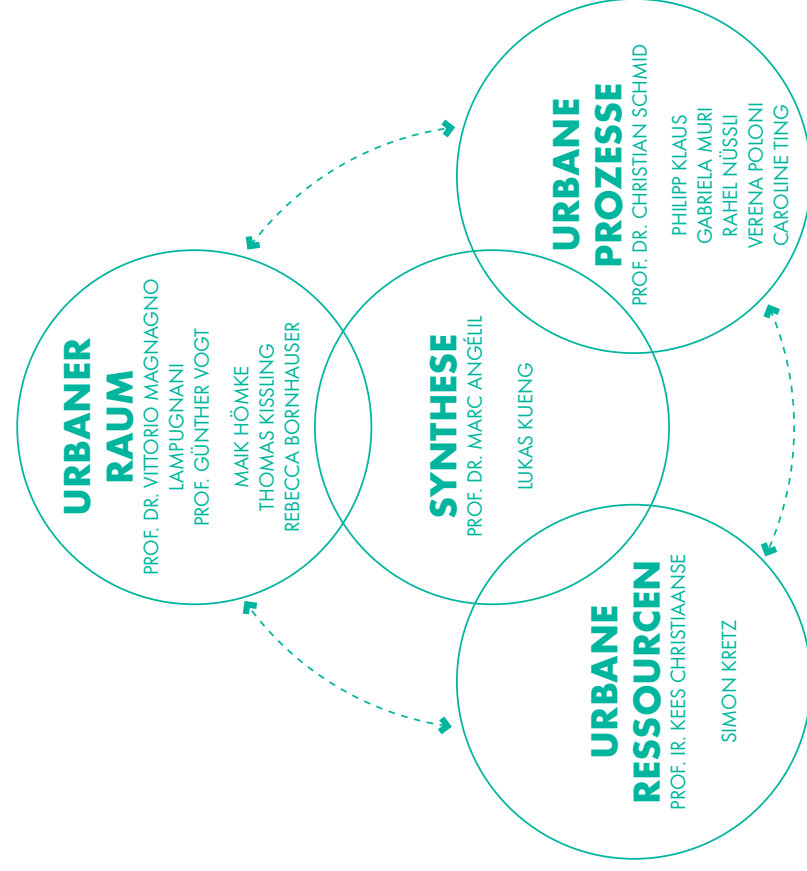 URBANER
RAUM
PROF. DR. VITTORIO MAGNAGNO
LAMPUGNANI
PROF. GÜNTHER VOGT
MAIK HÖMKE
THOMAS KISSLING
REBECCA BORNHAUSER
SYNTHESE
PROF. DR. MARC ANGÉLIL
LUKAS KUENG
URBANE
RESSOURCEN
PROF. IR. KEES CHRISTIAANSE
SIMON KRETZ
URBANE
PROZESSE
PROF. DR. CHRISTIAN SCHMID
PHILIPP KLAUS
GABRIELA MURI
RAHEL NÜSSLI
VERENA POLONI
CAROLINE TING